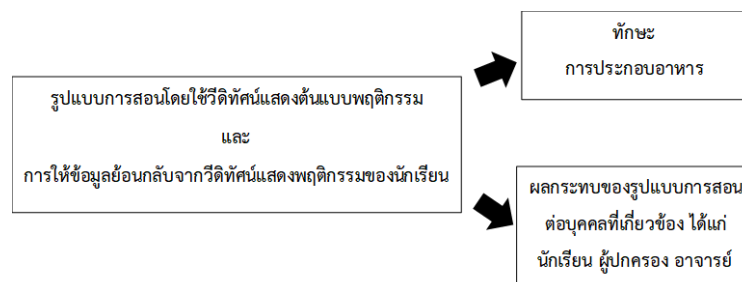 รูปแบบการสอนโดยใช้วีดิทัศน์แสดงต้นแบบพฤติกรรม
และ
การให้ข้อมูลย้อนกลับจากวีดิทัศน์แสดงพฤติกรรมของนักเรียน
ทักษะ
การประกอบอาหาร
ผลกระทบของรูปแบบการสอน
ต่อบุคคลที่เกี่ยวข้อง ได้แก่
นักเรียน ผู้ปกครอง อาจารย์